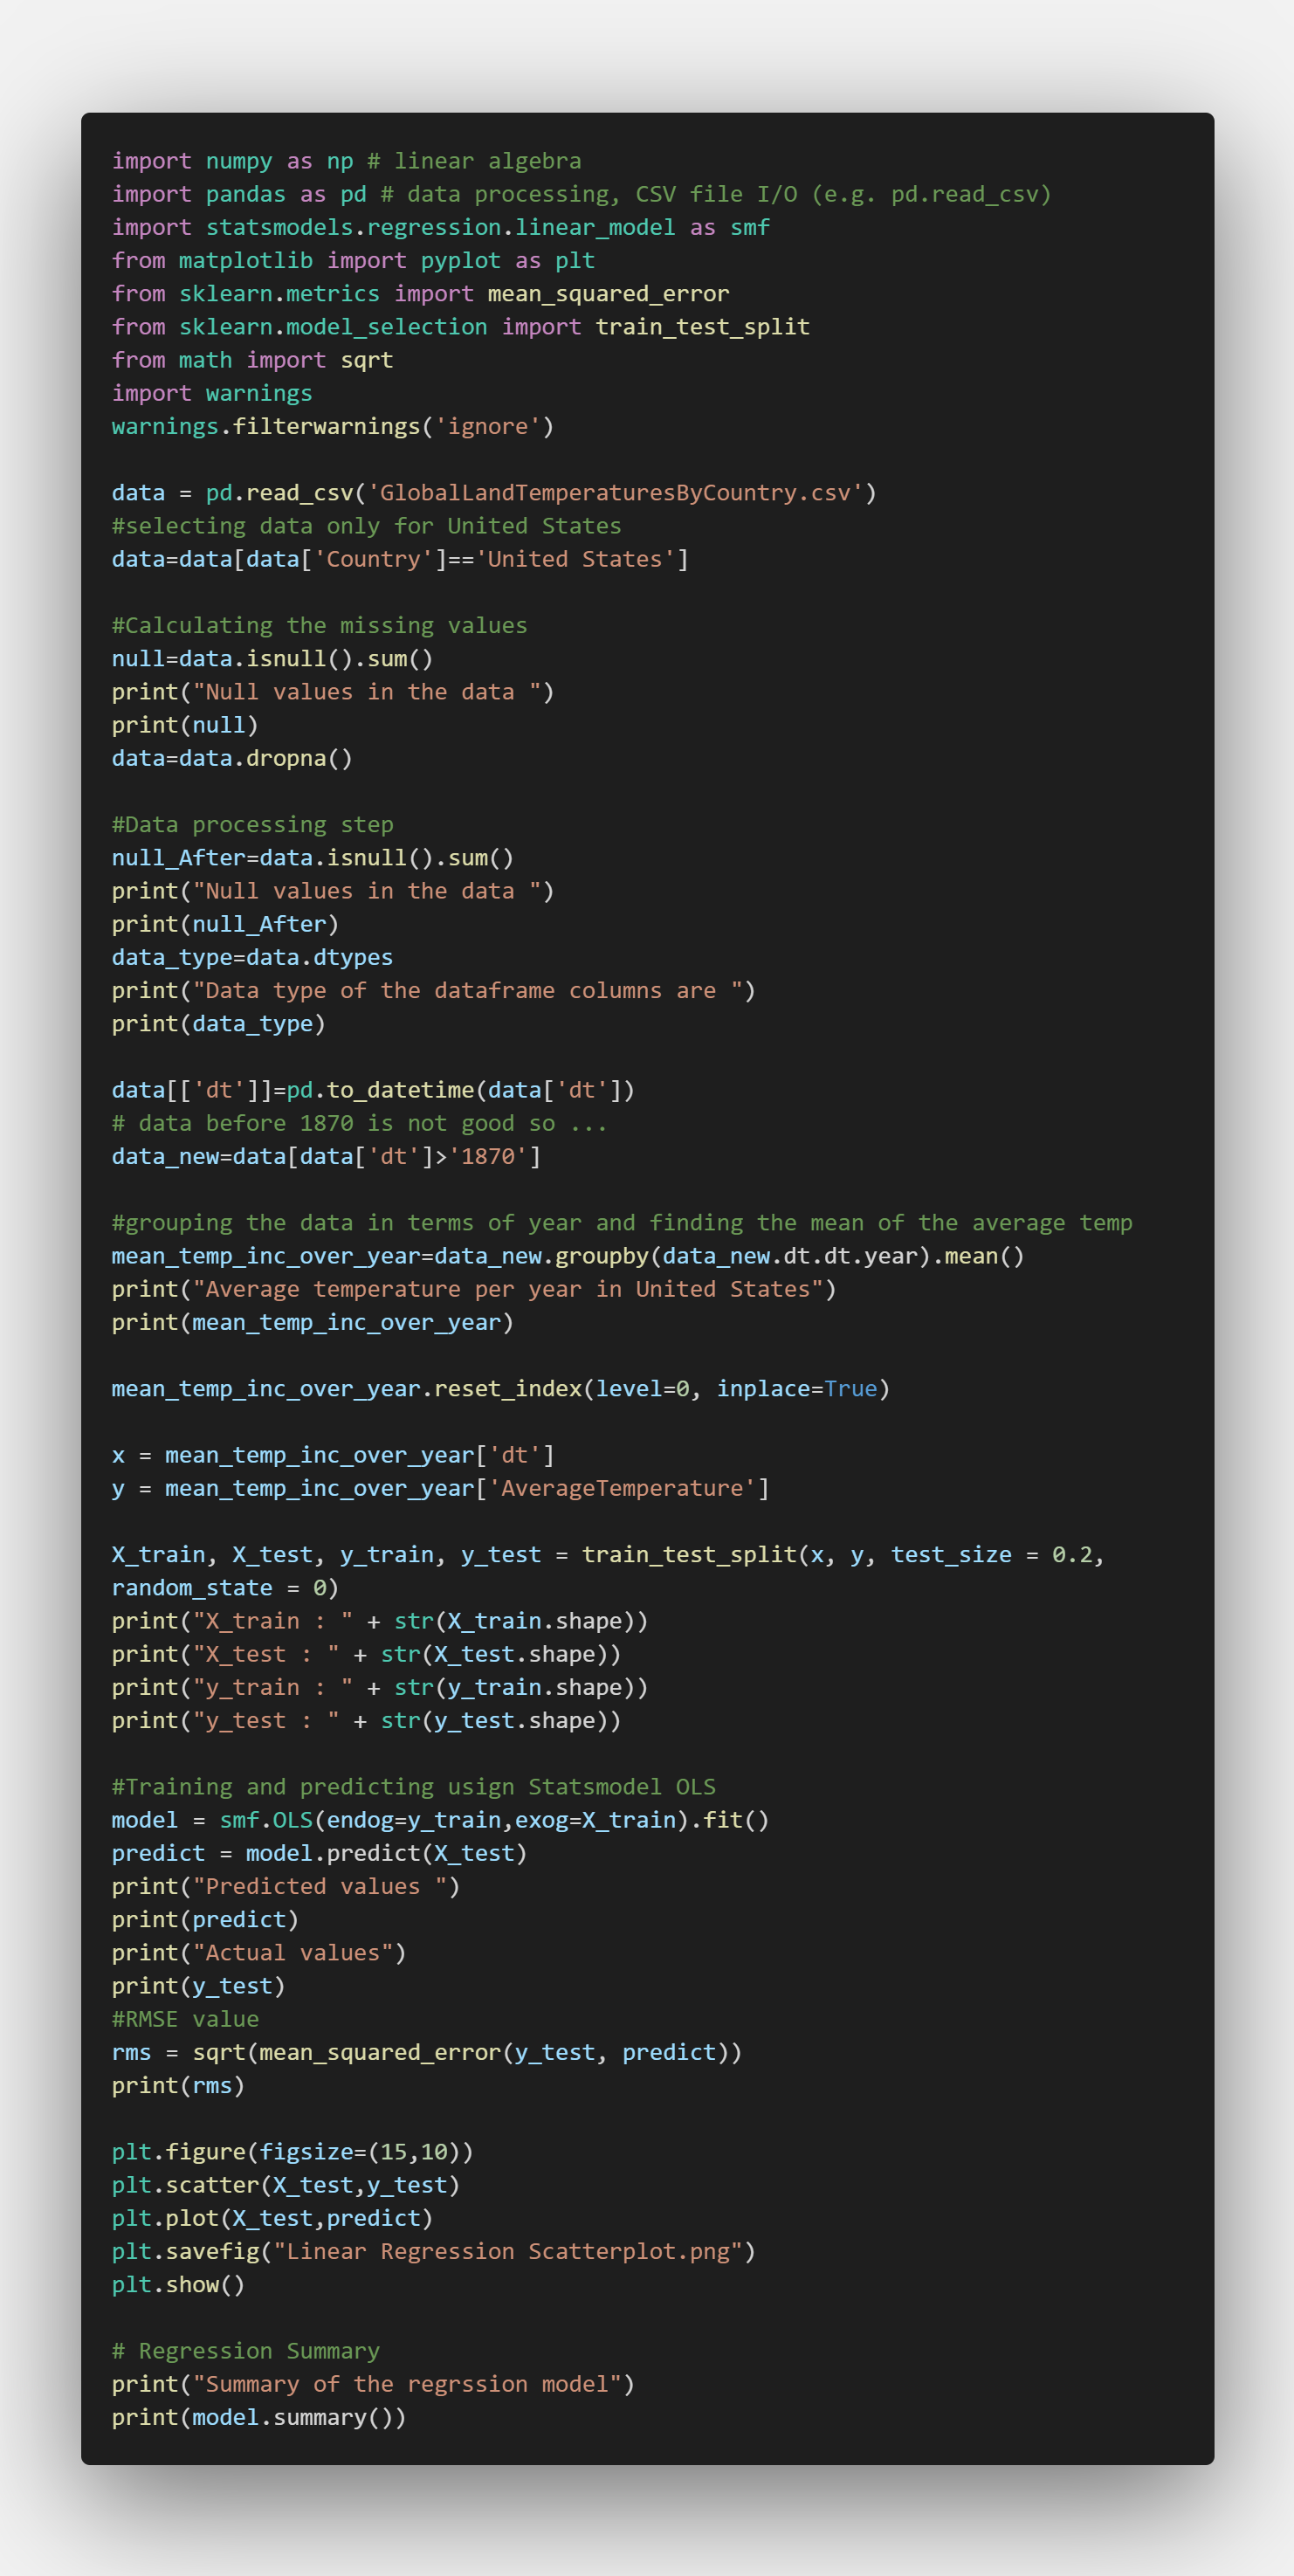 import numpy as np # linear algebra
import pandas as pd # data processing, CSV file I/O (e.g. pd.read_csv)
import statsmodels.regression.linear_model as smf
from matplotlib import pyplot as plt
from sklearn.metrics import mean_squared_error
from sklearn.model_selection import train_test_split
from math import sqrt
import warnings
warnings.filterwarnings('ignore')

data = pd.read_csv('GlobalLandTemperaturesByCountry.csv')
#selecting data only for United States
data=data[data['Country']=='United States']

#Calculating the missing values
null=data.isnull().sum()
print("Null values in the data ")
print(null)
data=data.dropna()

#Data processing step
null_After=data.isnull().sum()
print("Null values in the data ")
print(null_After)
data_type=data.dtypes
print("Data type of the dataframe columns are ")
print(data_type)

data[['dt']]=pd.to_datetime(data['dt'])
# data before 1870 is not good so ...
data_new=data[data['dt']>'1870']

#grouping the data in terms of year and finding the mean of the average temp
mean_temp_inc_over_year=data_new.groupby(data_new.dt.dt.year).mean()
print("Average temperature per year in United States")
print(mean_temp_inc_over_year)

mean_temp_inc_over_year.reset_index(level=0, inplace=True)

x = mean_temp_inc_over_year['dt']
y = mean_temp_inc_over_year['AverageTemperature']

X_train, X_test, y_train, y_test = train_test_split(x, y, test_size = 0.2,
random_state = 0)
print("X_train : " + str(X_train.shape))
print("X_test : " + str(X_test.shape))
print("y_train : " + str(y_train.shape))
print("y_test : " + str(y_test.shape))

#Training and predicting usign Statsmodel OLS
model = smf.OLS(endog=y_train,exog=X_train).fit()
predict = model.predict(X_test)
print("Predicted values ")
print(predict)
print("Actual values")
print(y_test)
#RMSE value
rms = sqrt(mean_squared_error(y_test, predict))
print(rms)

plt.figure(figsize=(15,10))
plt.scatter(X_test,y_test)
plt.plot(X_test,predict)
plt.savefig("Linear Regression Scatterplot.png")
plt.show()

# Regression Summary
print("Summary of the regrssion model")
print(model.summary())